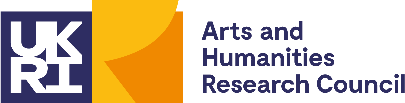 UK
RI
Arts and
Humanities
Research Council